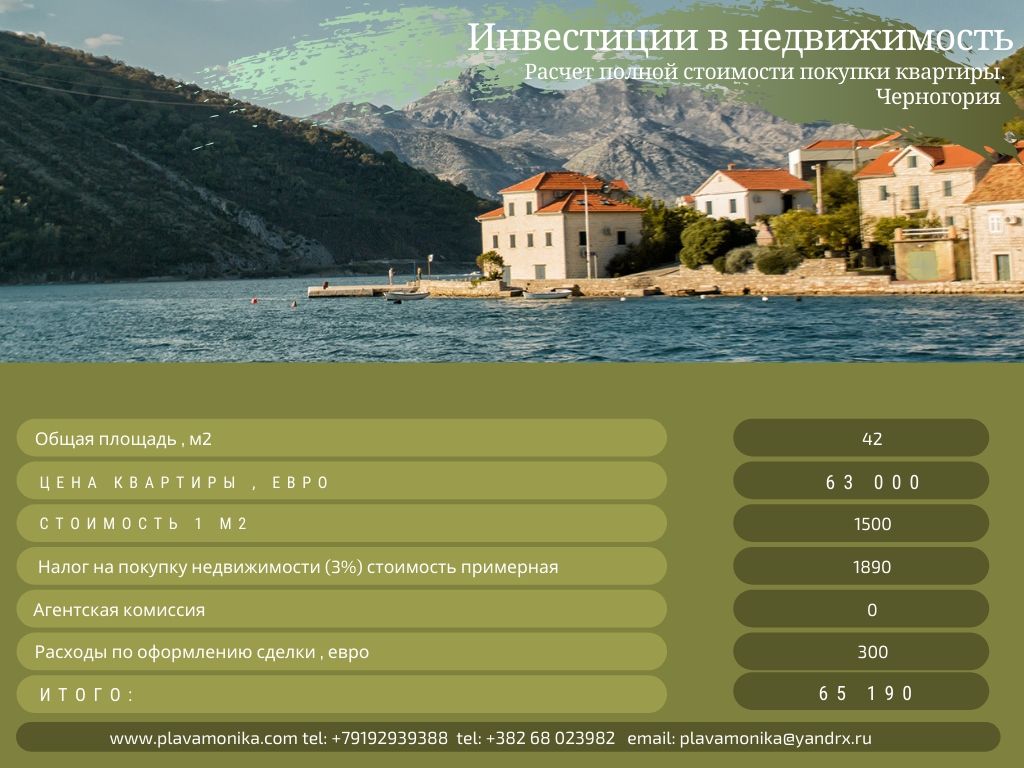 Инвестиции в недвижимость
Расчет полной стоимости покупки квартиры.
Черногория
Общая площадь , м2 42
ЦЕНА КВАРТИРЫ , ЕВРО 63 000
СТОИМОСТЬ 1 М2 1500
Налог на покупку недвижимости (3%) стоимость примерная 1890
Агентская комиссия 0
Расходы по оформлению сделки , евро 300
ИТОГО: 65 190
www.plavamonika.com tel: +79192939388 tel: +382 68 023982 email: plavamonika@yandrx.ru